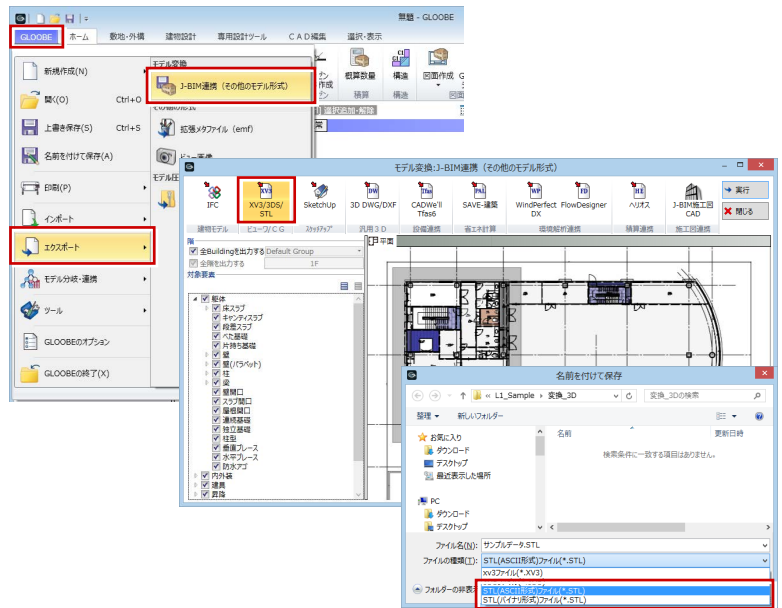 無題 - GLOOBE
GLOOBE ホーム 敷地・外構 建物設計 専用設計ツール CAD編集 選択・表示
新規作成(N)
開く(O) Ctrl+O
上書き保存(S) Ctrl+S
名前を付けて保存(A)
印刷(P)
インポート
エクスポート
モデル分岐・連携
ツール
GLOOBEのオプション
GLOOBEの終了(X)
モデル変換
J-BIM連携（その他のモデル形式）
拡張メタファイル（emf）
概算数量 構造 図面作成
積算 構造
選択追加・解除
モデル変換:J-BIM連携（その他のモデル形式）
IFC
XV3/3DS/STL
SketchUp
3D DWG/DXF
CADWe'll Tfas6
SAVE-建築
WindPerfect DX
FlowDesigner
ヘリオス
J-BIM施工図 CAD
実行
閉じる
建物モデル ビューワ/CG スケッチアップ 汎用3D 設備連携 省エネ計算 環境解析連携 積算連携 施工図連携
階
全Buildingを出力する Default Group
全階を出力する 1F
対象要素
平面
躯体
床スラブ
キャンティスラブ
段差スラブ
べた基礎
片持ち基礎
壁
壁(パラペット)
柱
梁
壁開口
スラブ開口
屋根開口
連続基礎
独立基礎
柱型
垂直ブレース
水平ブレース
防水アゴ
内外装
建具
昇降
名前を付けて保存
« L1_Sample › 変換_3D
変換_3Dの検索
整理 新しいフォルダー
お気に入り
ダウンロード
デスクトップ
最近表示した場所
PC
ダウンロード
デスクトップ
名前 更新日時
検索条件に一致する項目はありません。
ファイル名(N): サンプルデータ.STL
ファイルの種類(T): STL(ASCII形式)ファイル(*.STL)
xv3ファイル(*.XV3)
STL(ASCII形式)ファイル(*.STL)
STL(バイナリ形式)ファイル(*.STL)
フォルダーの非表示